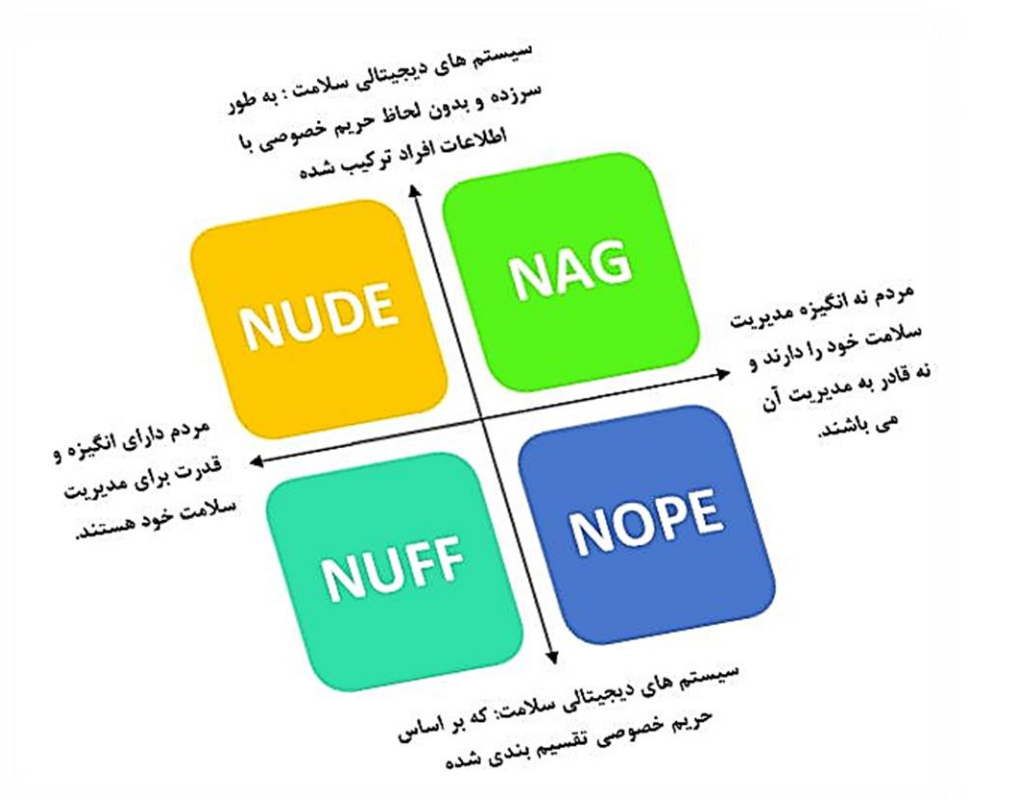 سیستم های دیجیتالی سلامت : به طور
سرزده و بدون لحاظ حریم خصوصی با
اطلاعات افراد ترکیب شده
NUDE
NAG
مردم نه انگیزه مدیریت
سلامت خود را دارند و
نه قادر به مدیریت آن
می باشند.
مردم دارای انگیزه و
قدرت برای مدیریت
سلامت خود هستند.
NUFF
NOPE
سیستم های دیجیتالی سلامت: که بر اساس
حریم خصوصی تقسیم بندی شده